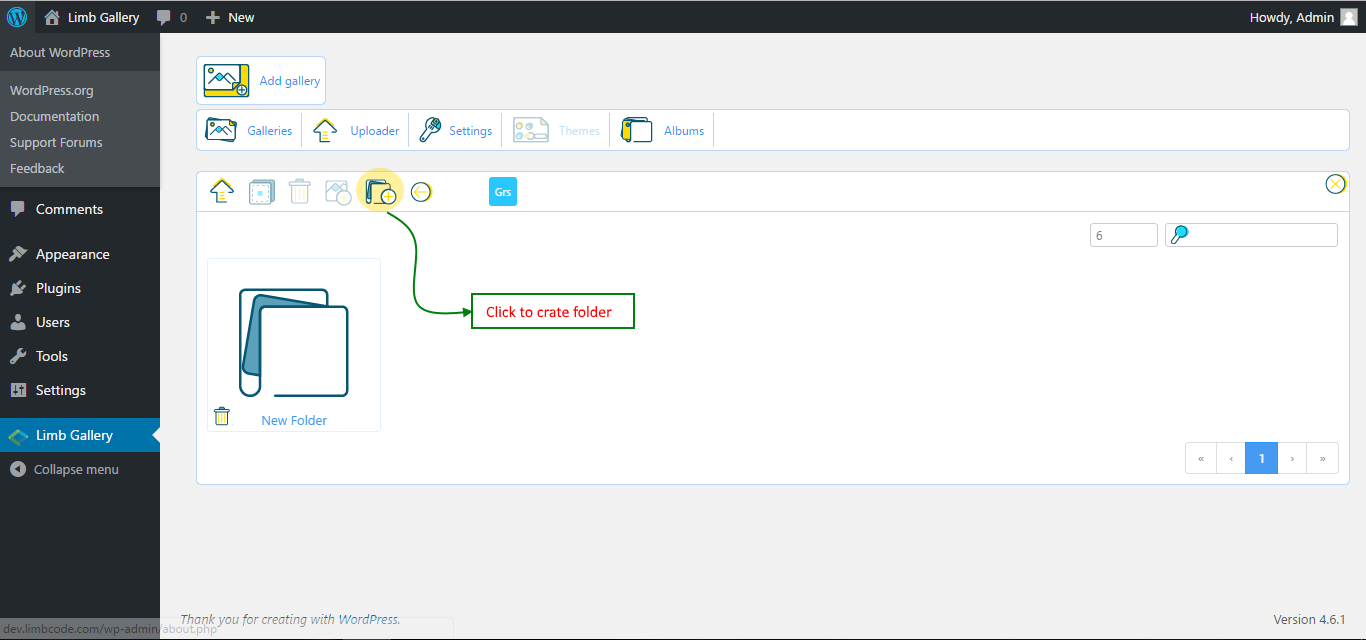 Limb Gallery
0
New
Howdy, Admin
About WordPress
WordPress.org
Documentation
Support Forums
Feedback
Comments
Appearance
Plugins
Users
Tools
Settings
Limb Gallery
Collapse menu
Add gallery
Galleries
Uploader
Settings
Themes
Albums
Grs
6
Click to crate folder
New Folder
« ‹ 1 › »
Thank you for creating with WordPress.
Version 4.6.1
dev.limbcode.com/wp-admin/about.php